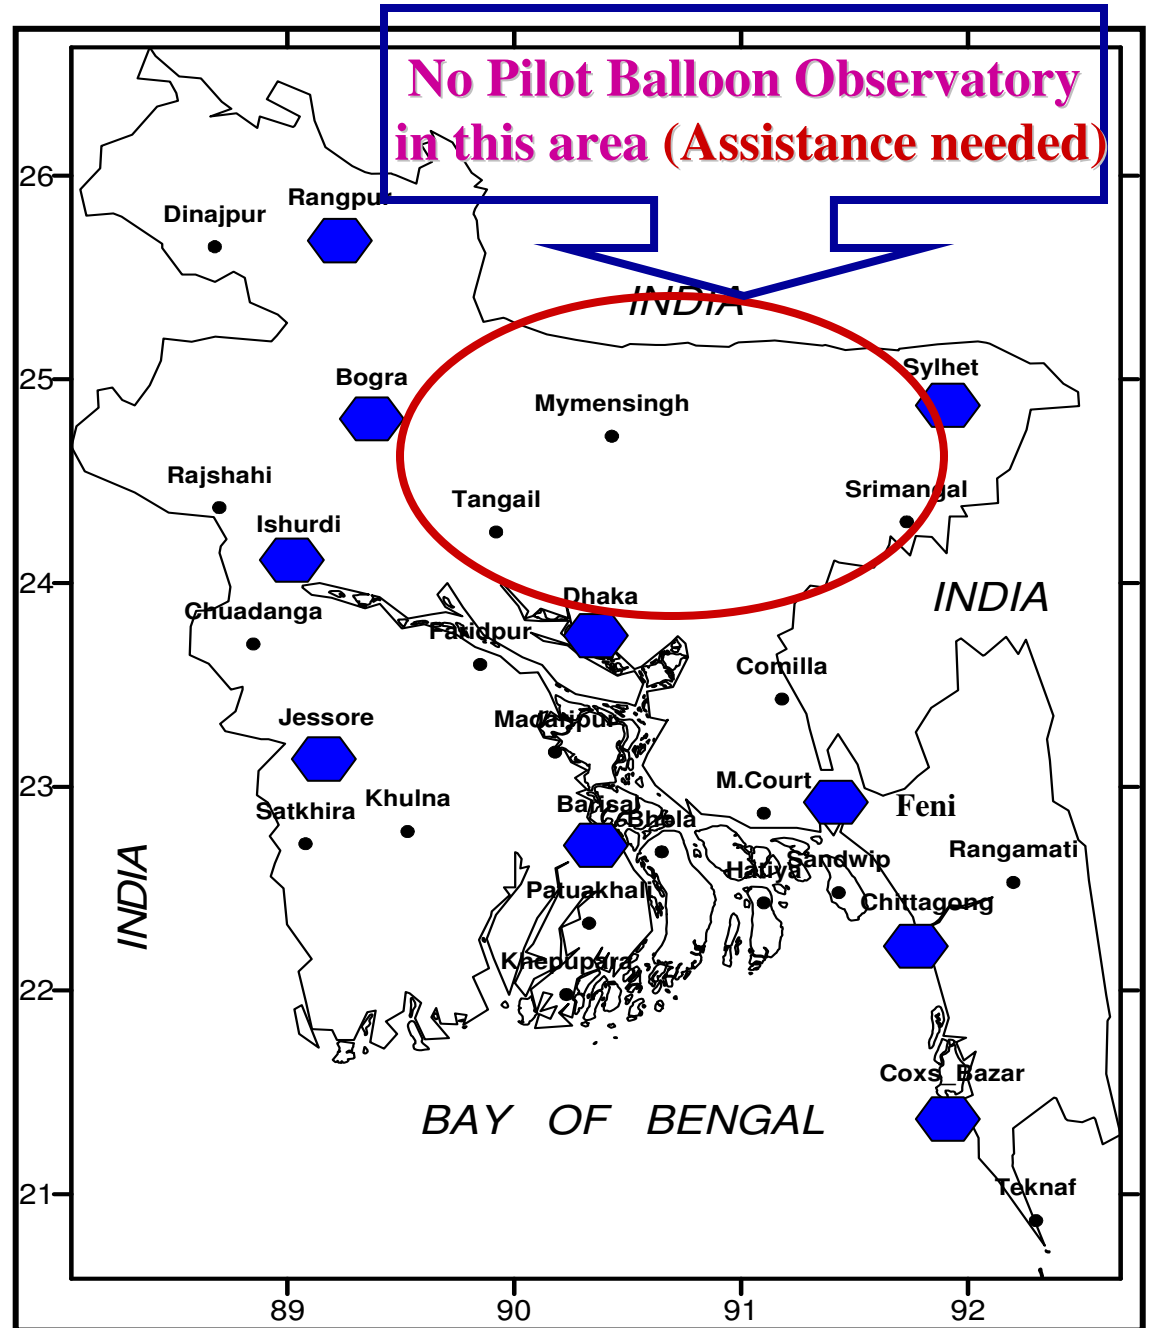 No Pilot Balloon Observatory
in this area (Assistance needed)
26
Rangpur
Dinajpur
INDIA
25
Sylhet
Bogra
Mymensingh
Rajshahi
Srimangal
Tangail
Ishurdi
24
INDIA
Dhaka
Chuadanga
Faridpur
Comilla
Jessore
Madaripur
23
M.Court
Khulna
Barisal
Feni
Satkhira
Bhola
Rangamati
Sandwip
Hatiya
INDIA
Patuakhali
Chittagong
Khepupara
22
Coxs_Bazar
BAY OF BENGAL
21
Teknaf
89
90
91
92